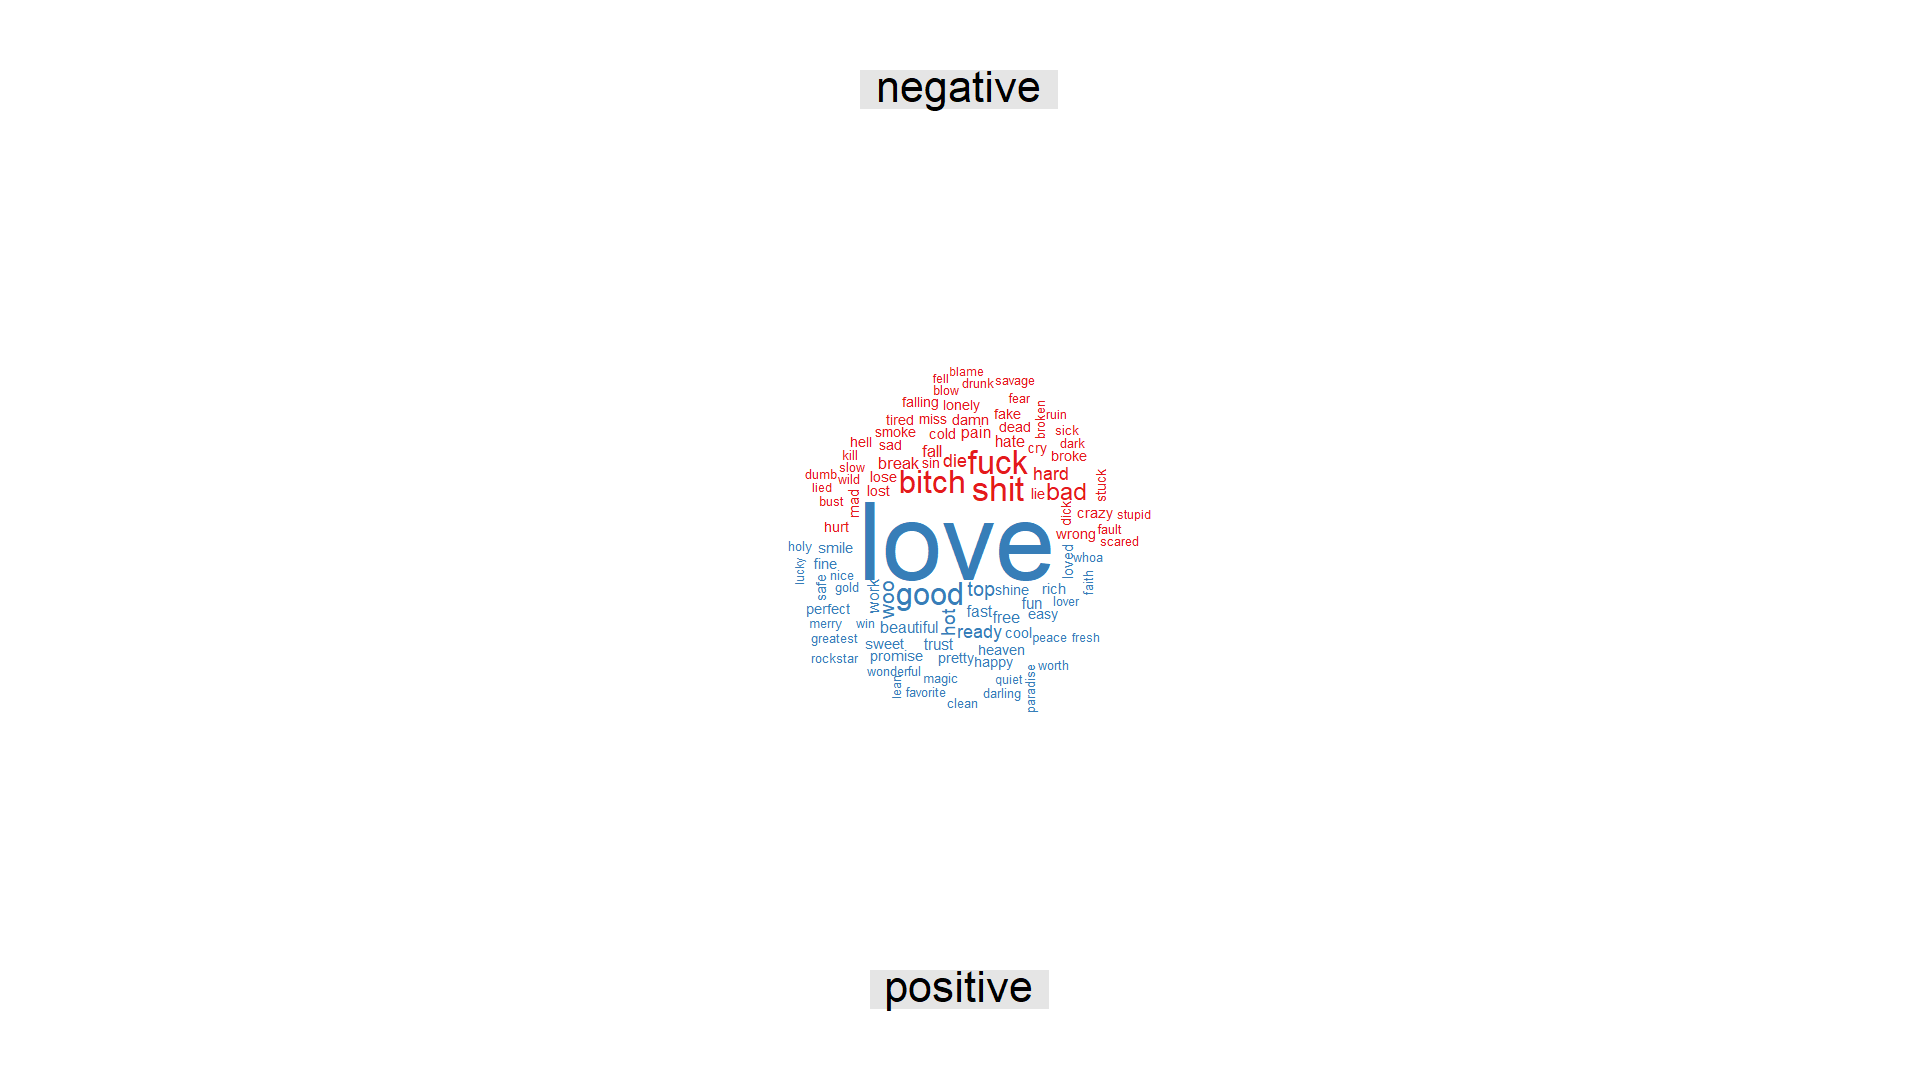 negative
blame
fell drunk savage
blow
falling lonely fear
tired miss damn fake broken ruin
smoke cold pain dead sick
hell sad hate dark
kill fall cry broke
slow break sin die fuck
dumb wild lose bitch hard stuck
lied lost shit lie bad
bust mad dick crazy stupid
hurt wrong fault
scared
love
holy smile loved whoa
lucky fine
safe nice faith
gold work woo good top shine rich
perfect hot fast free fun lover easy
merry win beautiful ready cool peace fresh
greatest sweet trust heaven
rockstar promise pretty happy worth
wonderful magic quiet paradise
lean favorite darling
clean
positive